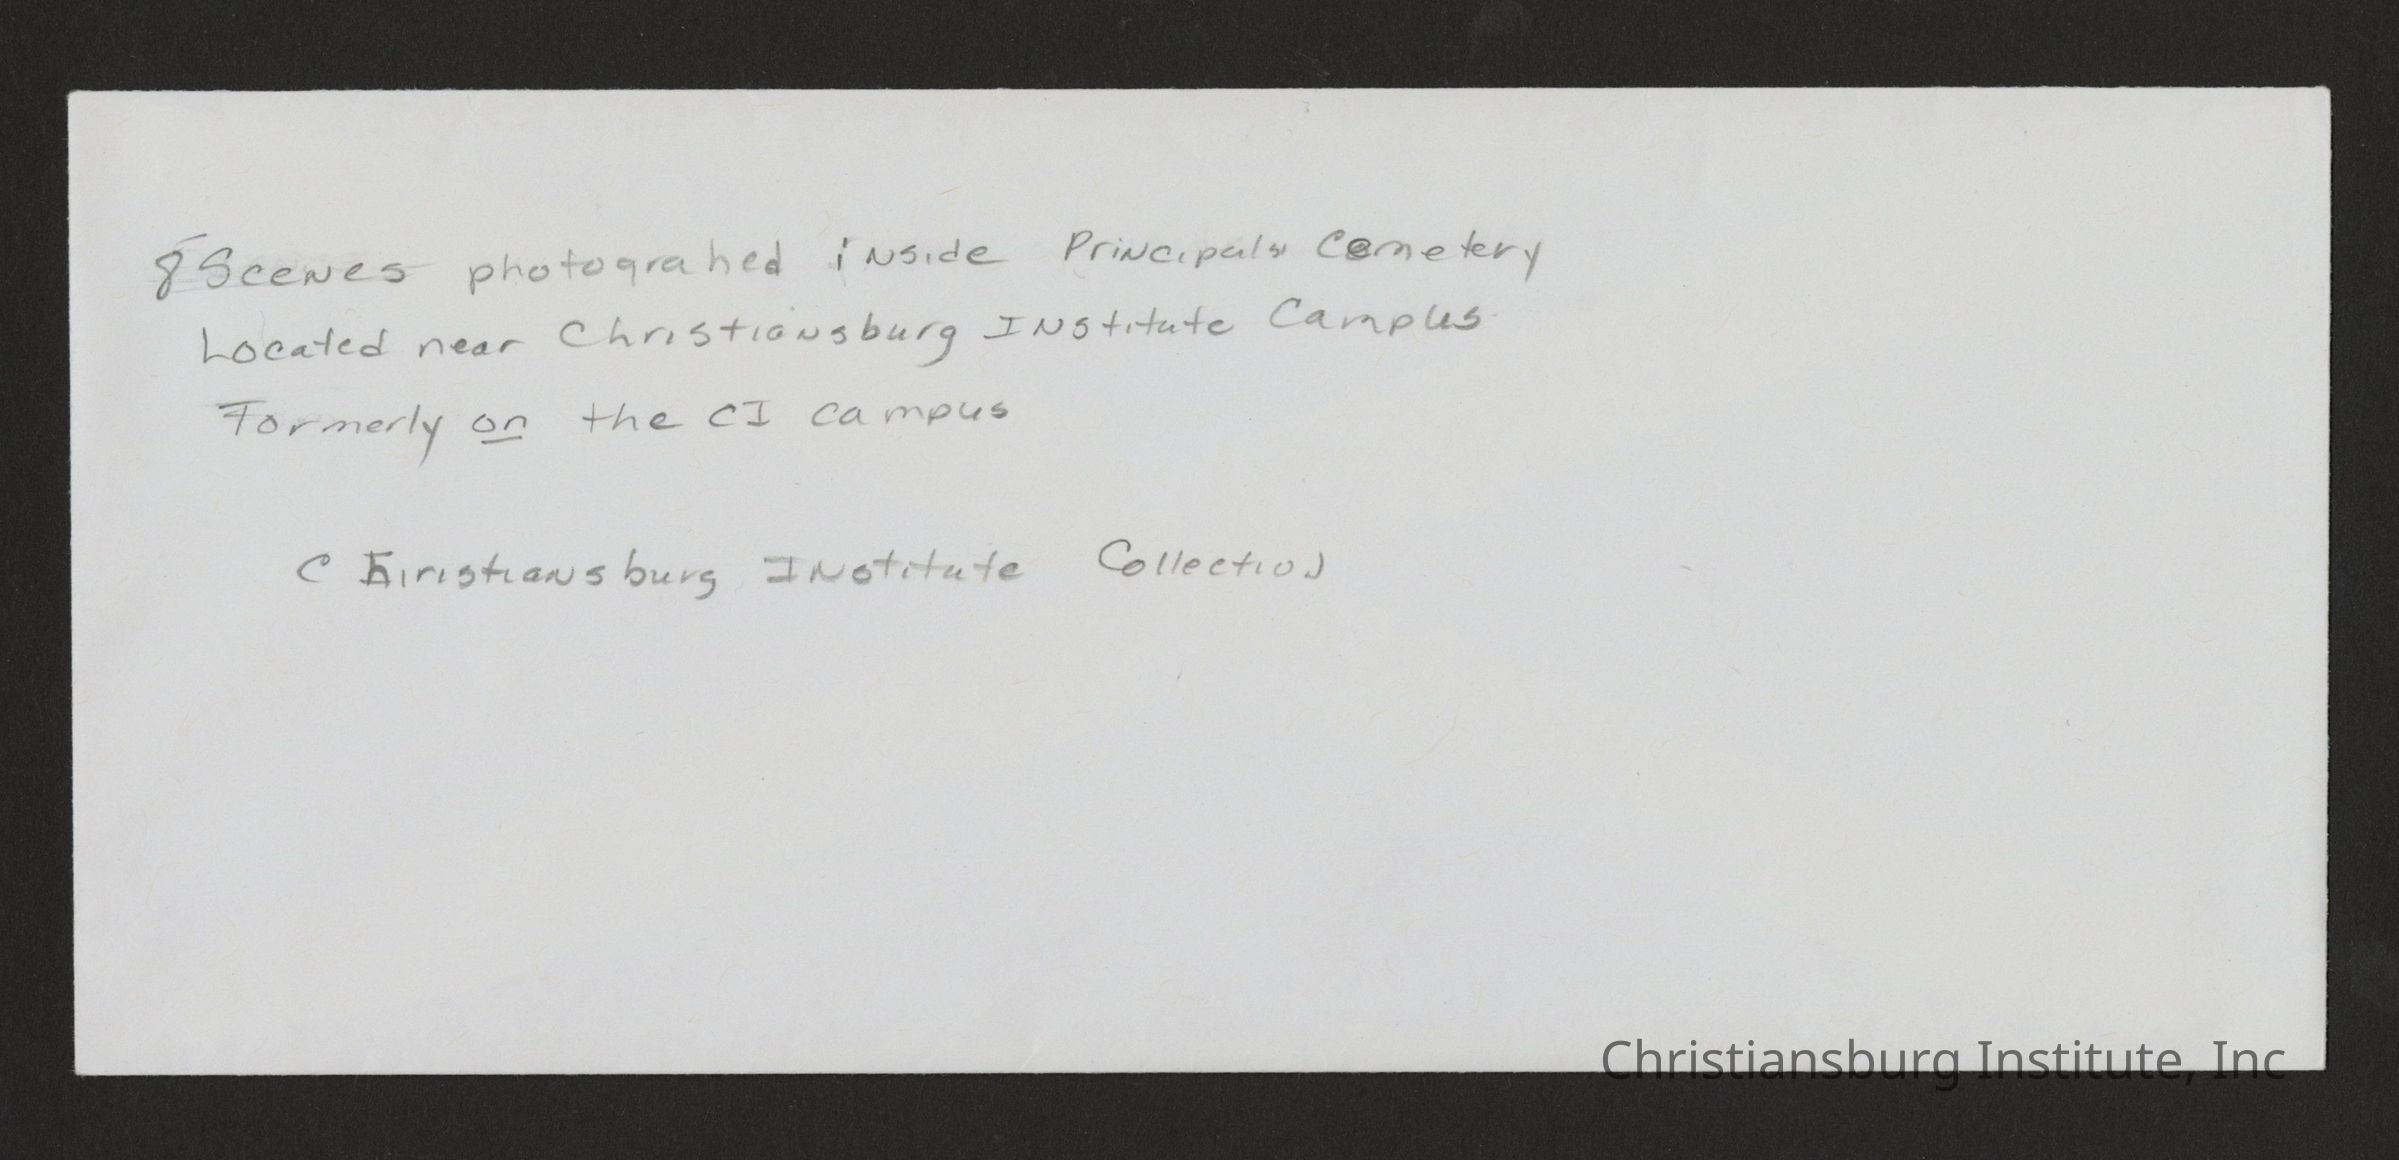 8 Scenes photograhed inside Principals Cemetery
Located near Christiansburg Institute Campus
Formerly on the CI campus
Chiristiansburg Institute Collection
Christiansburg Institute, Inc